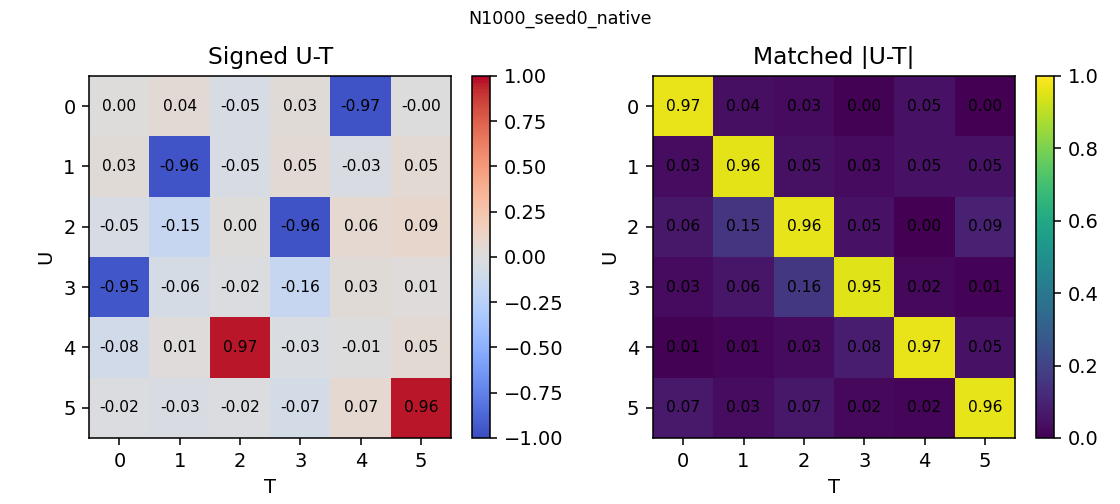 N1000_seed0_native
Signed U-T
Matched |U-T|
0 0.00 0.04 -0.05 0.03 -0.97 -0.00
1 0.03 -0.96 -0.05 0.05 -0.03 0.05
2 -0.05 -0.15 0.00 -0.96 0.06 0.09
3 -0.95 -0.06 -0.02 -0.16 0.03 0.01
4 -0.08 0.01 0.97 -0.03 -0.01 0.05
5 -0.02 -0.03 -0.02 -0.07 0.07 0.96
0 1 2 3 4 5
U
T
1.00
0.75
0.50
0.25
0.00
−0.25
−0.50
−0.75
−1.00
0 0.97 0.04 0.03 0.00 0.05 0.00
1 0.03 0.96 0.05 0.03 0.05 0.05
2 0.06 0.15 0.96 0.05 0.00 0.09
3 0.03 0.06 0.16 0.95 0.02 0.01
4 0.01 0.01 0.03 0.08 0.97 0.05
5 0.07 0.03 0.07 0.02 0.02 0.96
0 1 2 3 4 5
U
T
1.0
0.8
0.6
0.4
0.2
0.0